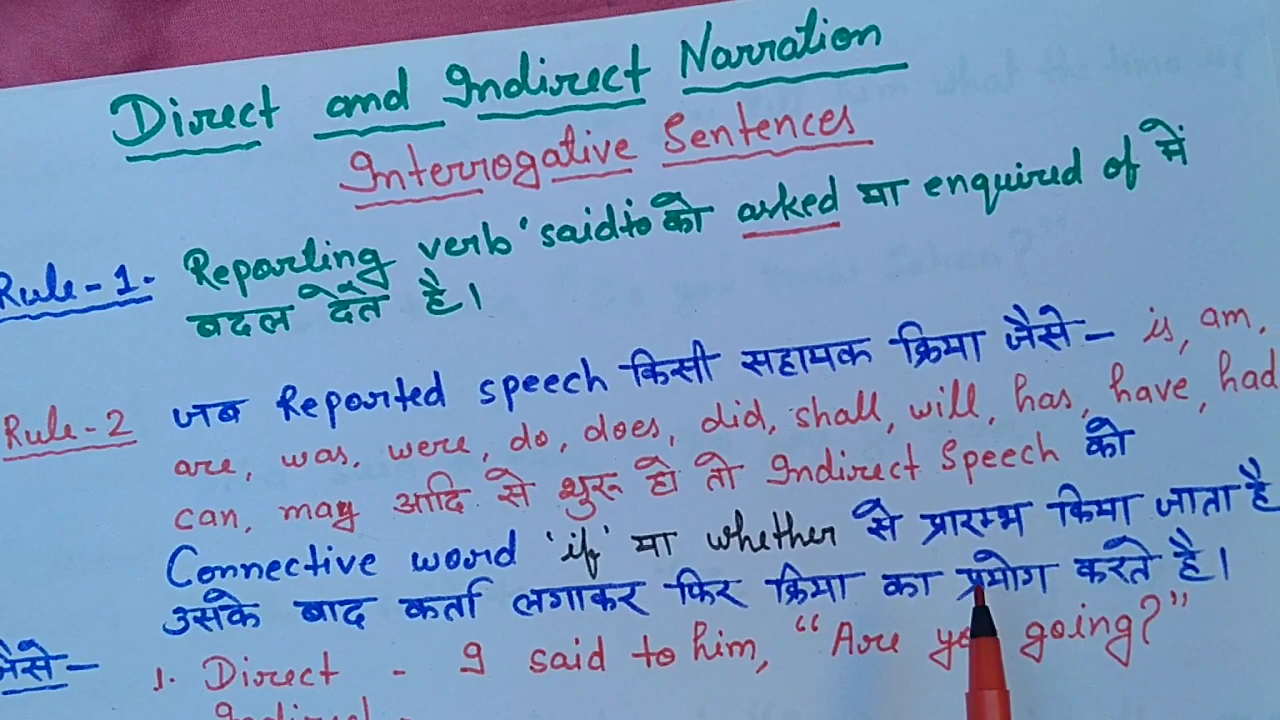 Direct and Indirect Narration
Interrogative Sentences
Rule-1. Reporting verb 'said to को asked या enquired of में
बदल देते है।
Rule-2 जब Reported speech किसी सहायक क्रिया जैसे- is, am,
are, was, were, do, does, did, shall, will, has, have, had
can, may आदि से शुरू हो तो Indirect Speech को
Connective word 'if' या whether से प्रारम्भ किया जाता है
उसके बाद कर्ता लगाकर फिर क्रिया का प्रयोग करते है।
जैसे- 1. Direct - I said to him, "Are you going?"